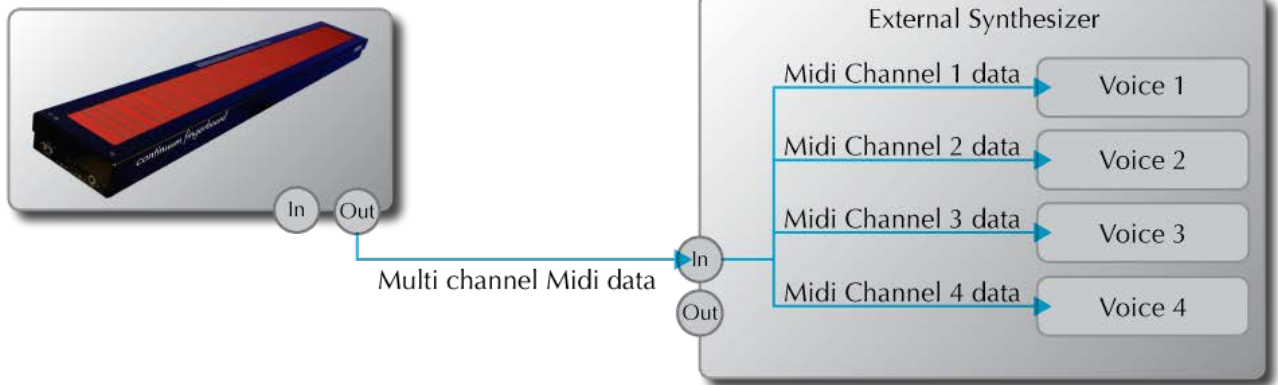 continuum fingerboard
In
Out
Multi channel Midi data
External Synthesizer
In
Out
Midi Channel 1 data
Voice 1
Midi Channel 2 data
Voice 2
Midi Channel 3 data
Voice 3
Midi Channel 4 data
Voice 4